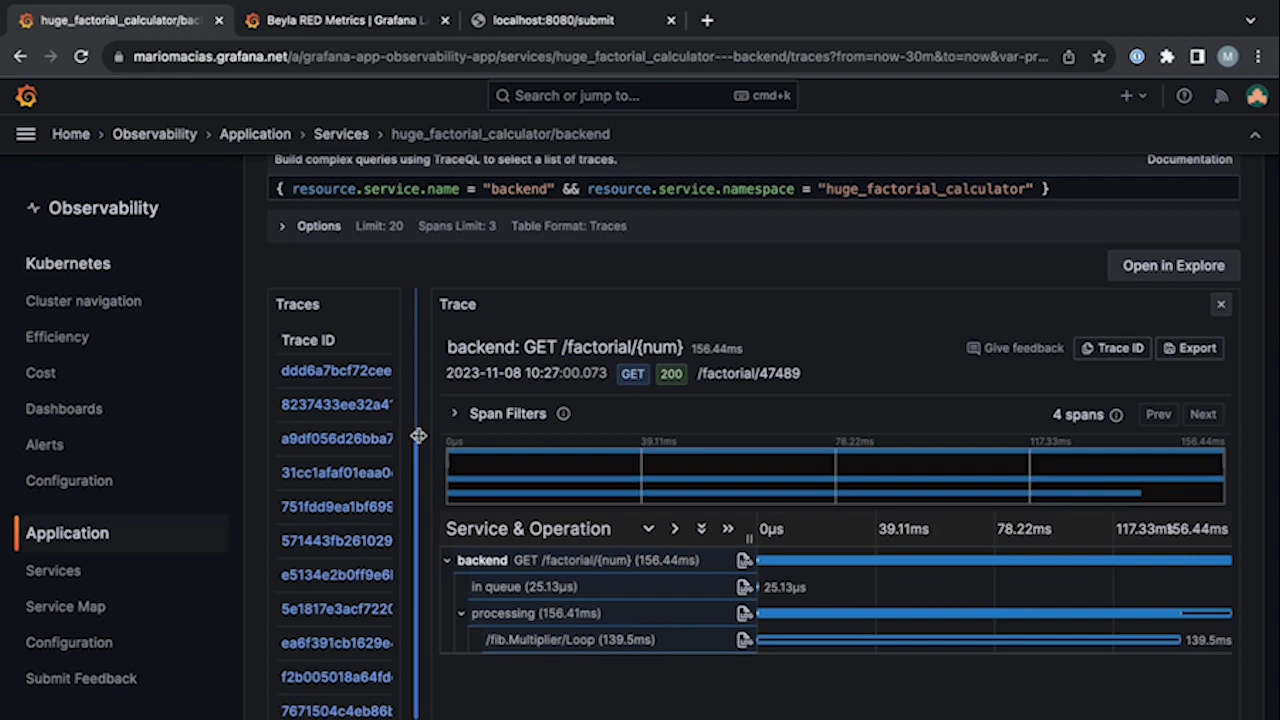 huge_factorial_calculator/bac
Beyla RED Metrics | Grafana L
localhost:8080/submit
mariomacias.grafana.net/a/grafana-app-observability-app/services/huge_factorial_calculator---backend/traces?from=now-30m&to=now&var-pr...
M
Search or jump to...
cmd+k
Home › Observability › Application › Services › huge_factorial_calculator/backend
Observability
Kubernetes
Cluster navigation
Efficiency
Cost
Dashboards
Alerts
Configuration
Application
Services
Service Map
Configuration
Submit Feedback
Build complex queries using TraceQL to select a list of traces.
Documentation
{ resource.service.name = "backend" && resource.service.namespace = "huge_factorial_calculator" }
Options Limit: 20 Spans Limit: 3 Table Format: Traces
Open in Explore
Traces
Trace ID
ddd6a7bcf72cee
8237433ee32a4
a9df056d26bba7
31cc1afaf01eaa0
751fdd9ea1bf699
571443fb261029
e5134e2b0ff9e6
5e1817e3acf7220
ea6f391cb1629e
f2b005018a64fd
7671504c4eb86b
Trace
backend: GET /factorial/{num} 156.44ms
Give feedback
Trace ID
Export
2023-11-08 10:27:00.073 GET 200 /factorial/47489
Span Filters
4 spans
Prev
Next
0μs 39.11ms 78.22ms 117.33ms 156.44ms
Service & Operation
0μs 39.11ms 78.22ms 117.33ms 156.44ms
backend GET /factorial/{num} (156.44ms)
in queue (25.13μs)
25.13μs
processing (156.41ms)
/fib.Multiplier/Loop (139.5ms)
139.5ms